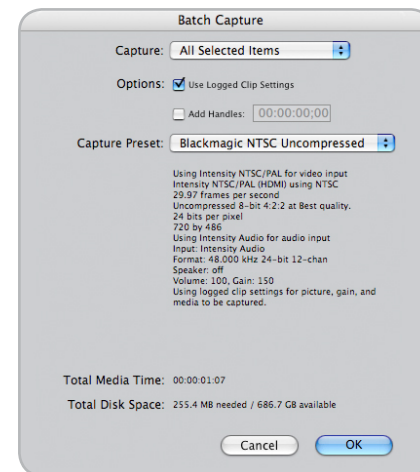 Batch Capture
Capture: All Selected Items
Options: Use Logged Clip Settings
Add Handles: 00:00:00;00
Capture Preset: Blackmagic NTSC Uncompressed
Using Intensity NTSC/PAL for video input
Intensity NTSC/PAL (HDMI) using NTSC
29.97 frames per second
Uncompressed 8-bit 4:2:2 at Best quality.
24 bits per pixel
720 by 486
Using Intensity Audio for audio input
Input: Intensity Audio
Format: 48.000 kHz 24-bit 12-chan
Speaker: off
Volume: 100, Gain: 150
Using logged clip settings for picture, gain, and
media to be captured.
Total Media Time: 00:00:01:07
Total Disk Space: 255.4 MB needed / 686.7 GB available
Cancel OK